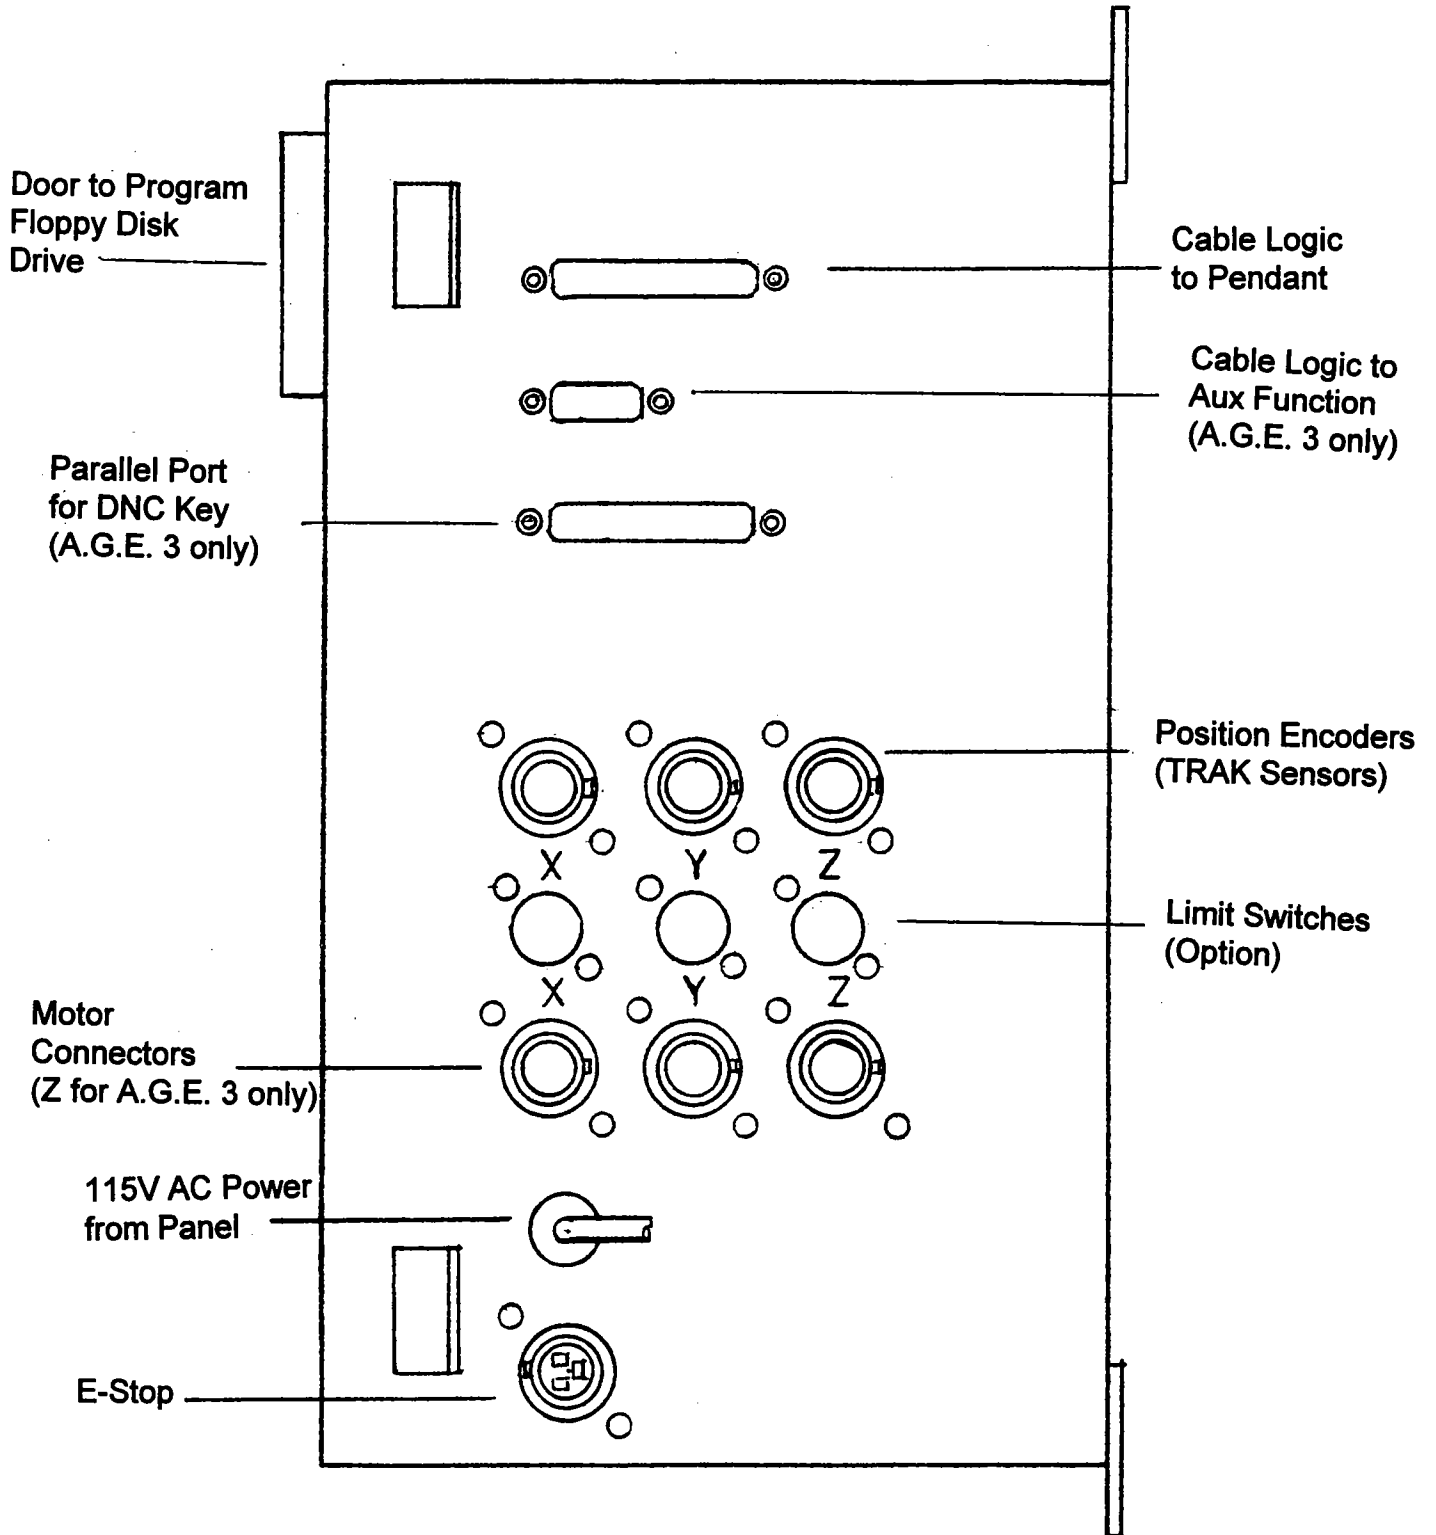 Door to Program
Floppy Disk
Drive
Cable Logic
to Pendant
Cable Logic to
Aux Function
(A.G.E. 3 only)
Parallel Port
for DNC Key
(A.G.E. 3 only)
Position Encoders
(TRAK Sensors)
X Y Z
Limit Switches
(Option)
X Y Z
Motor
Connectors
(Z for A.G.E. 3 only)
115V AC Power
from Panel
E-Stop